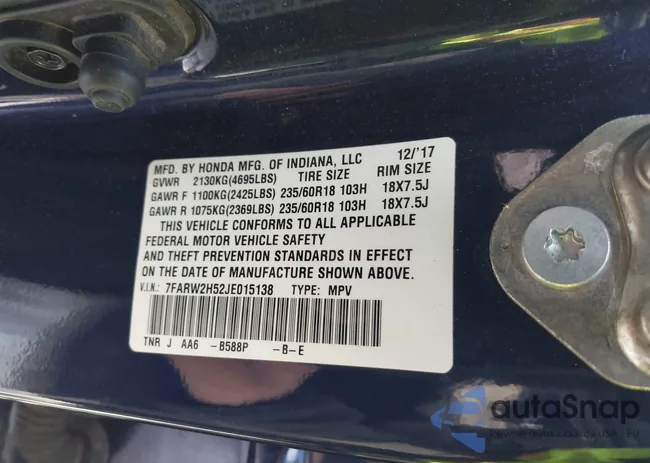 MFD. BY HONDA MFG. OF INDIANA, LLC 12/'17
GVWR 2130KG(4695LBS) TIRE SIZE RIM SIZE
GAWR F 1100KG(2425LBS) 235/60R18 103H 18X7.5J
GAWR R 1075KG(2369LBS) 235/60R18 103H 18X7.5J
THIS VEHICLE CONFORMS TO ALL APPLICABLE
FEDERAL MOTOR VEHICLE SAFETY
AND THEFT PREVENTION STANDARDS IN EFFECT
ON THE DATE OF MANUFACTURE SHOWN ABOVE.
V.I.N.: 7FARW2H52JE015138 TYPE: MPV
TNR J AA6 -B588P -B-E
autaSnap